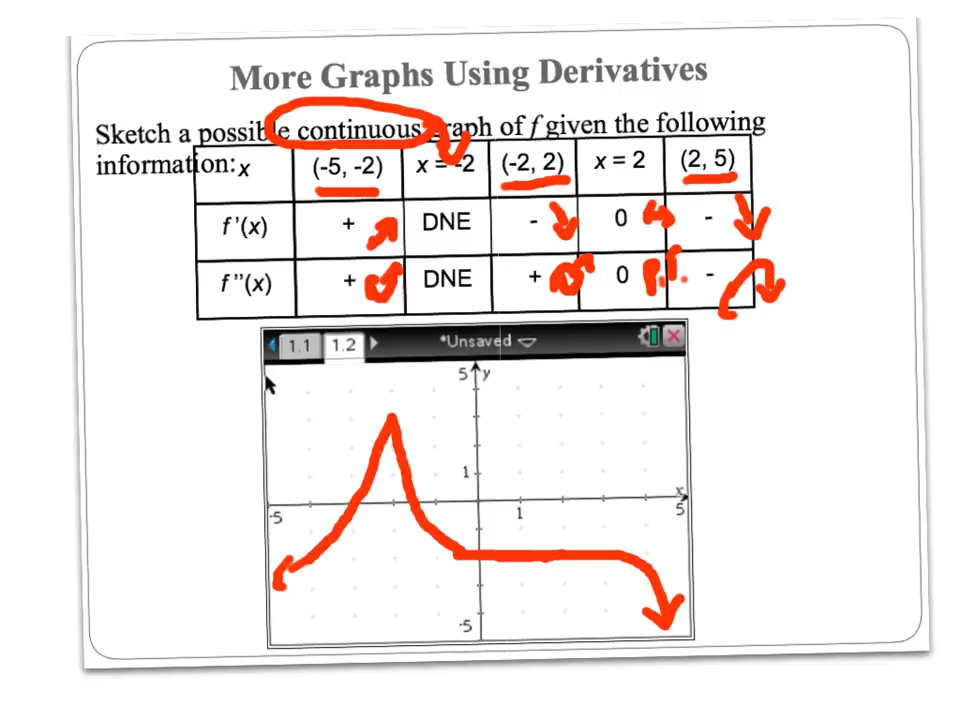 More Graphs Using Derivatives
Sketch a possible continuous graph of f given the following
information:
x (-5, -2) x = -2 (-2, 2) x = 2 (2, 5)
f'(x) + DNE - 0 -
f''(x) + DNE + 0 P.I. -
1.1 1.2 *Unsaved
5 y
1
-5 1 x
5
-5